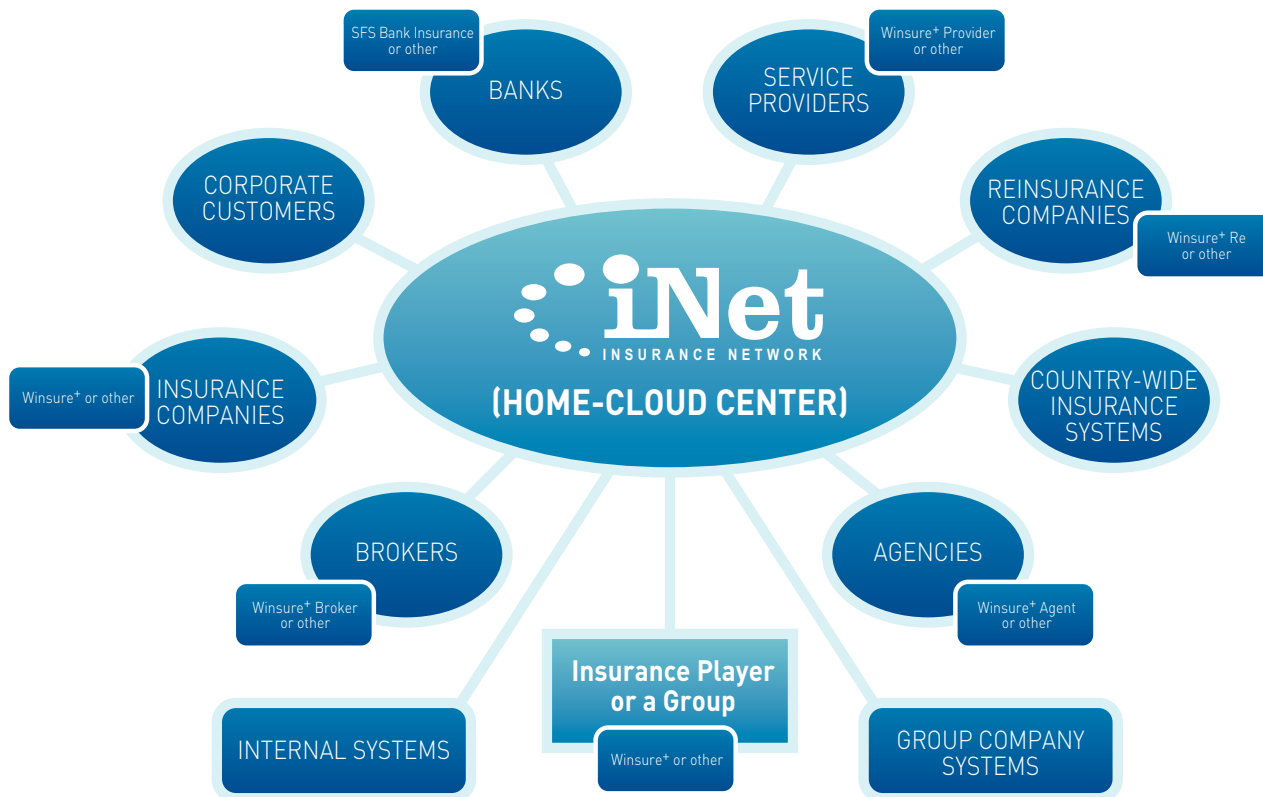 SFS Bank Insurance
or other
BANKS
Winsure+ Provider
or other
SERVICE
PROVIDERS
CORPORATE
CUSTOMERS
REINSURANCE
COMPANIES
Winsure+ Re
or other
iNet
INSURANCE NETWORK
(HOME-CLOUD CENTER)
Winsure+ or other
INSURANCE
COMPANIES
COUNTRY-WIDE
INSURANCE
SYSTEMS
BROKERS
Winsure+ Broker
or other
AGENCIES
Winsure+ Agent
or other
Insurance Player
or a Group
Winsure+ or other
INTERNAL SYSTEMS
GROUP COMPANY
SYSTEMS